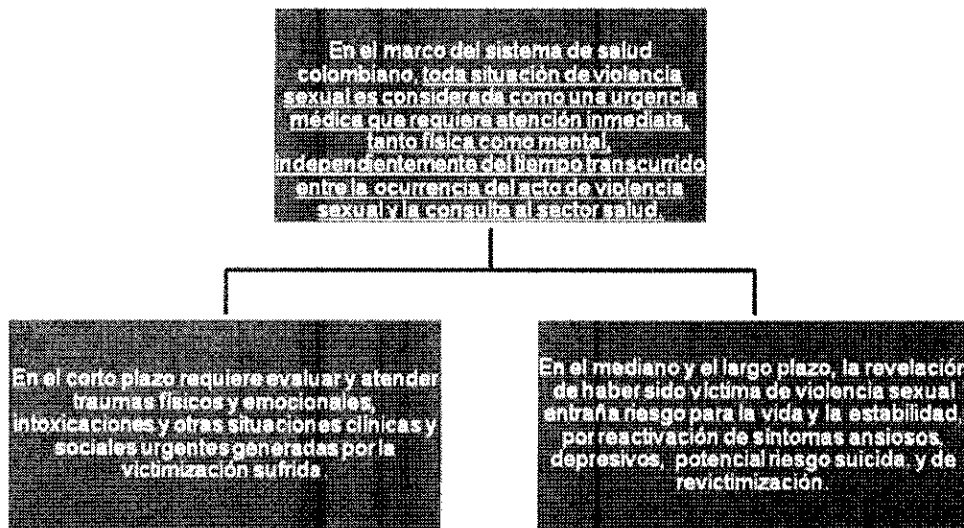 En el marco del sistema de salud
colombiano, toda situación de violencia
sexual es considerada como una urgencia
médica que requiere atención inmediata,
tanto física como mental,
independientemente del tiempo transcurrido
entre la ocurrencia del acto de violencia
sexual y la consulta al sector salud.
En el corto plazo requiere evaluar y atender
traumas físicos y emocionales,
intoxicaciones y otras situaciones clínicas y
sociales urgentes generadas por la
victimización sufrida
En el mediano y el largo plazo, la revelación
de haber sido víctima de violencia sexual
entraña riesgo para la vida y la estabilidad,
por reactivación de síntomas ansiosos,
depresivos, potencial riesgo suicida, y de
revictimización.